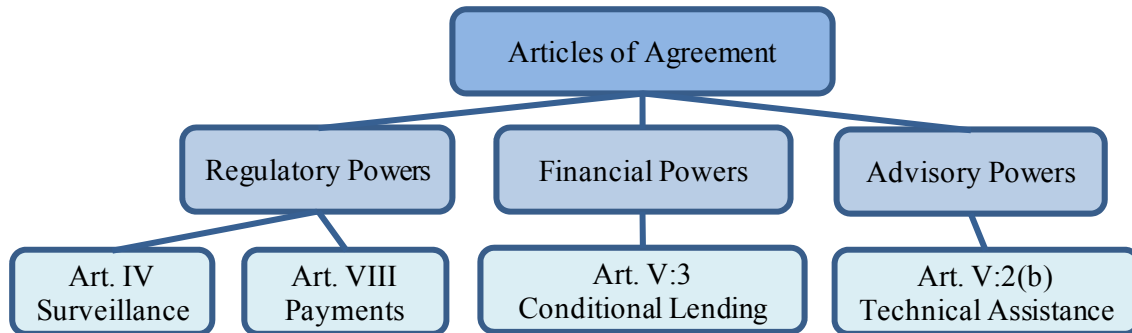 Articles of Agreement
Regulatory Powers
Financial Powers
Advisory Powers
Art. IV
Surveillance
Art. VIII
Payments
Art. V:3
Conditional Lending
Art. V:2(b)
Technical Assistance